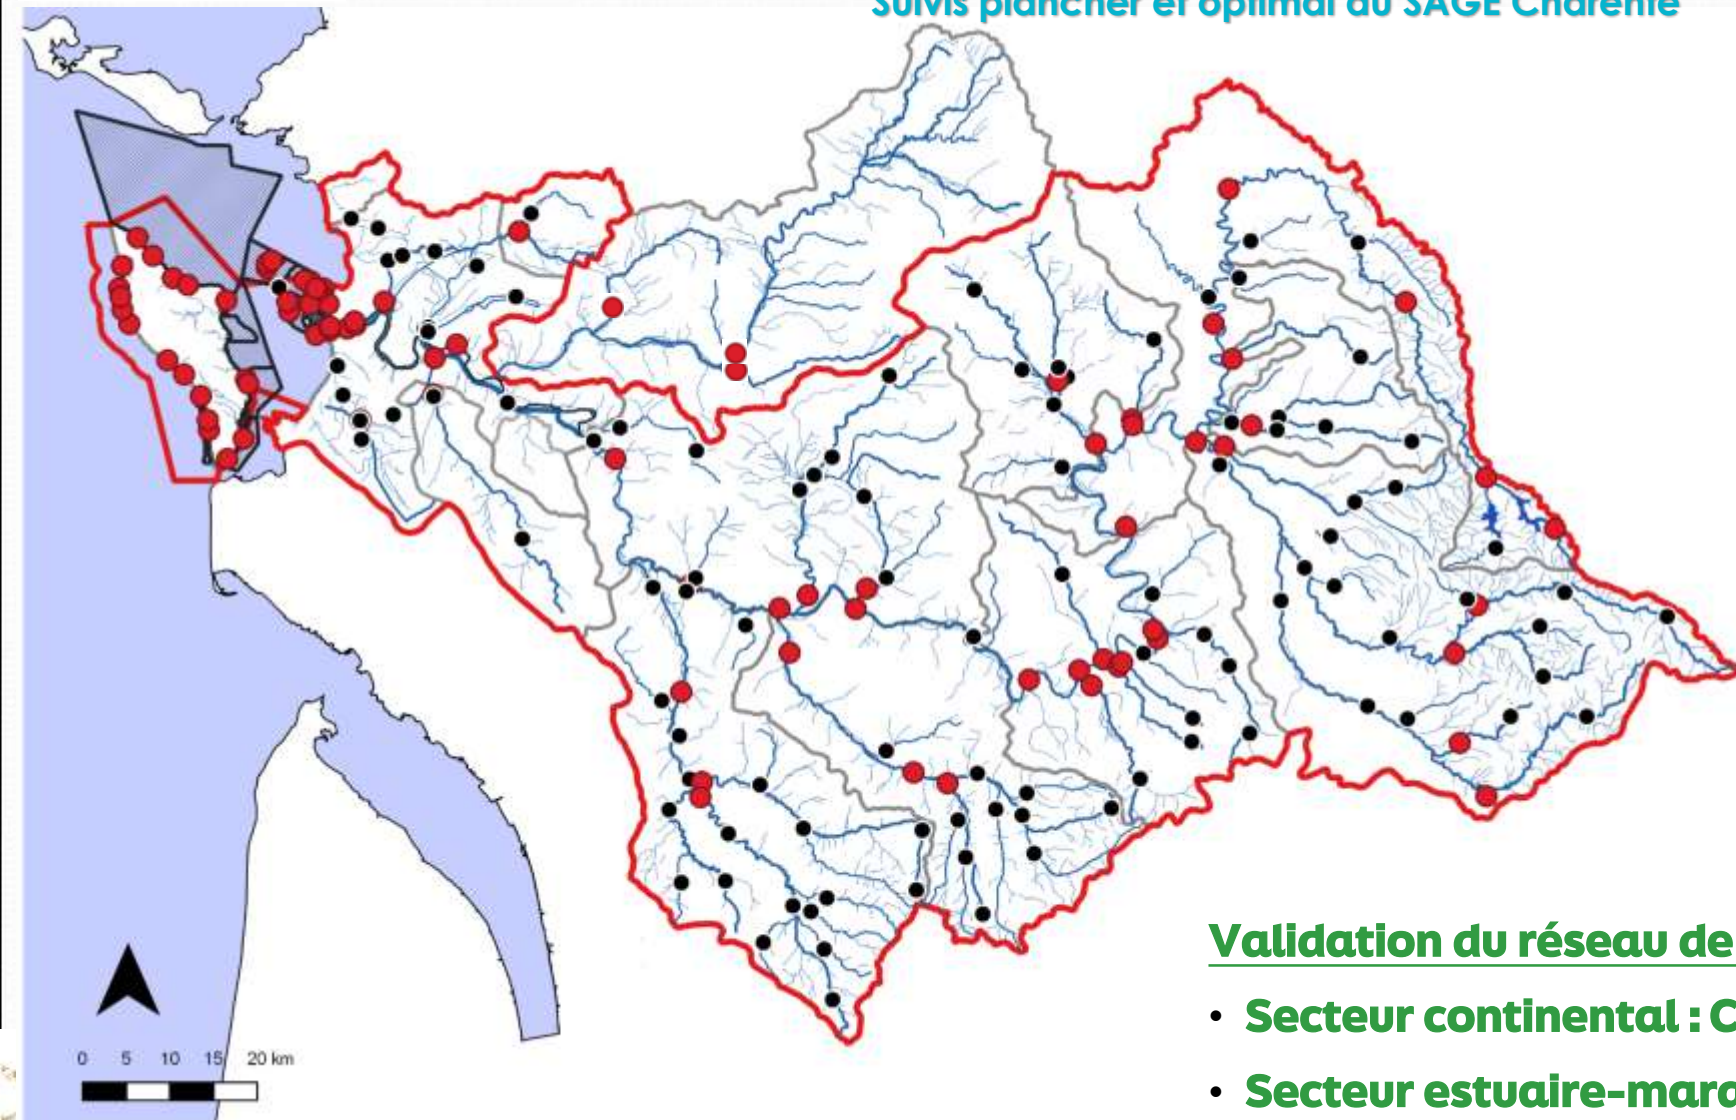 Suivis plancher et optimal du SAGE Charente
0 5 10 15 20 km
Validation du réseau de
• Secteur continental : C
• Secteur estuaire-mara